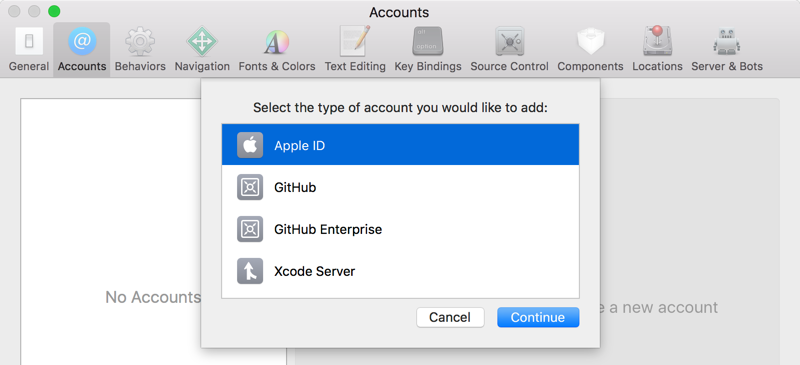 Accounts
General Accounts Behaviors Navigation Fonts & Colors Text Editing Key Bindings Source Control Components Locations Server & Bots
Select the type of account you would like to add:
Apple ID
GitHub
GitHub Enterprise
Xcode Server
No Accounts
a new account
Cancel Continue